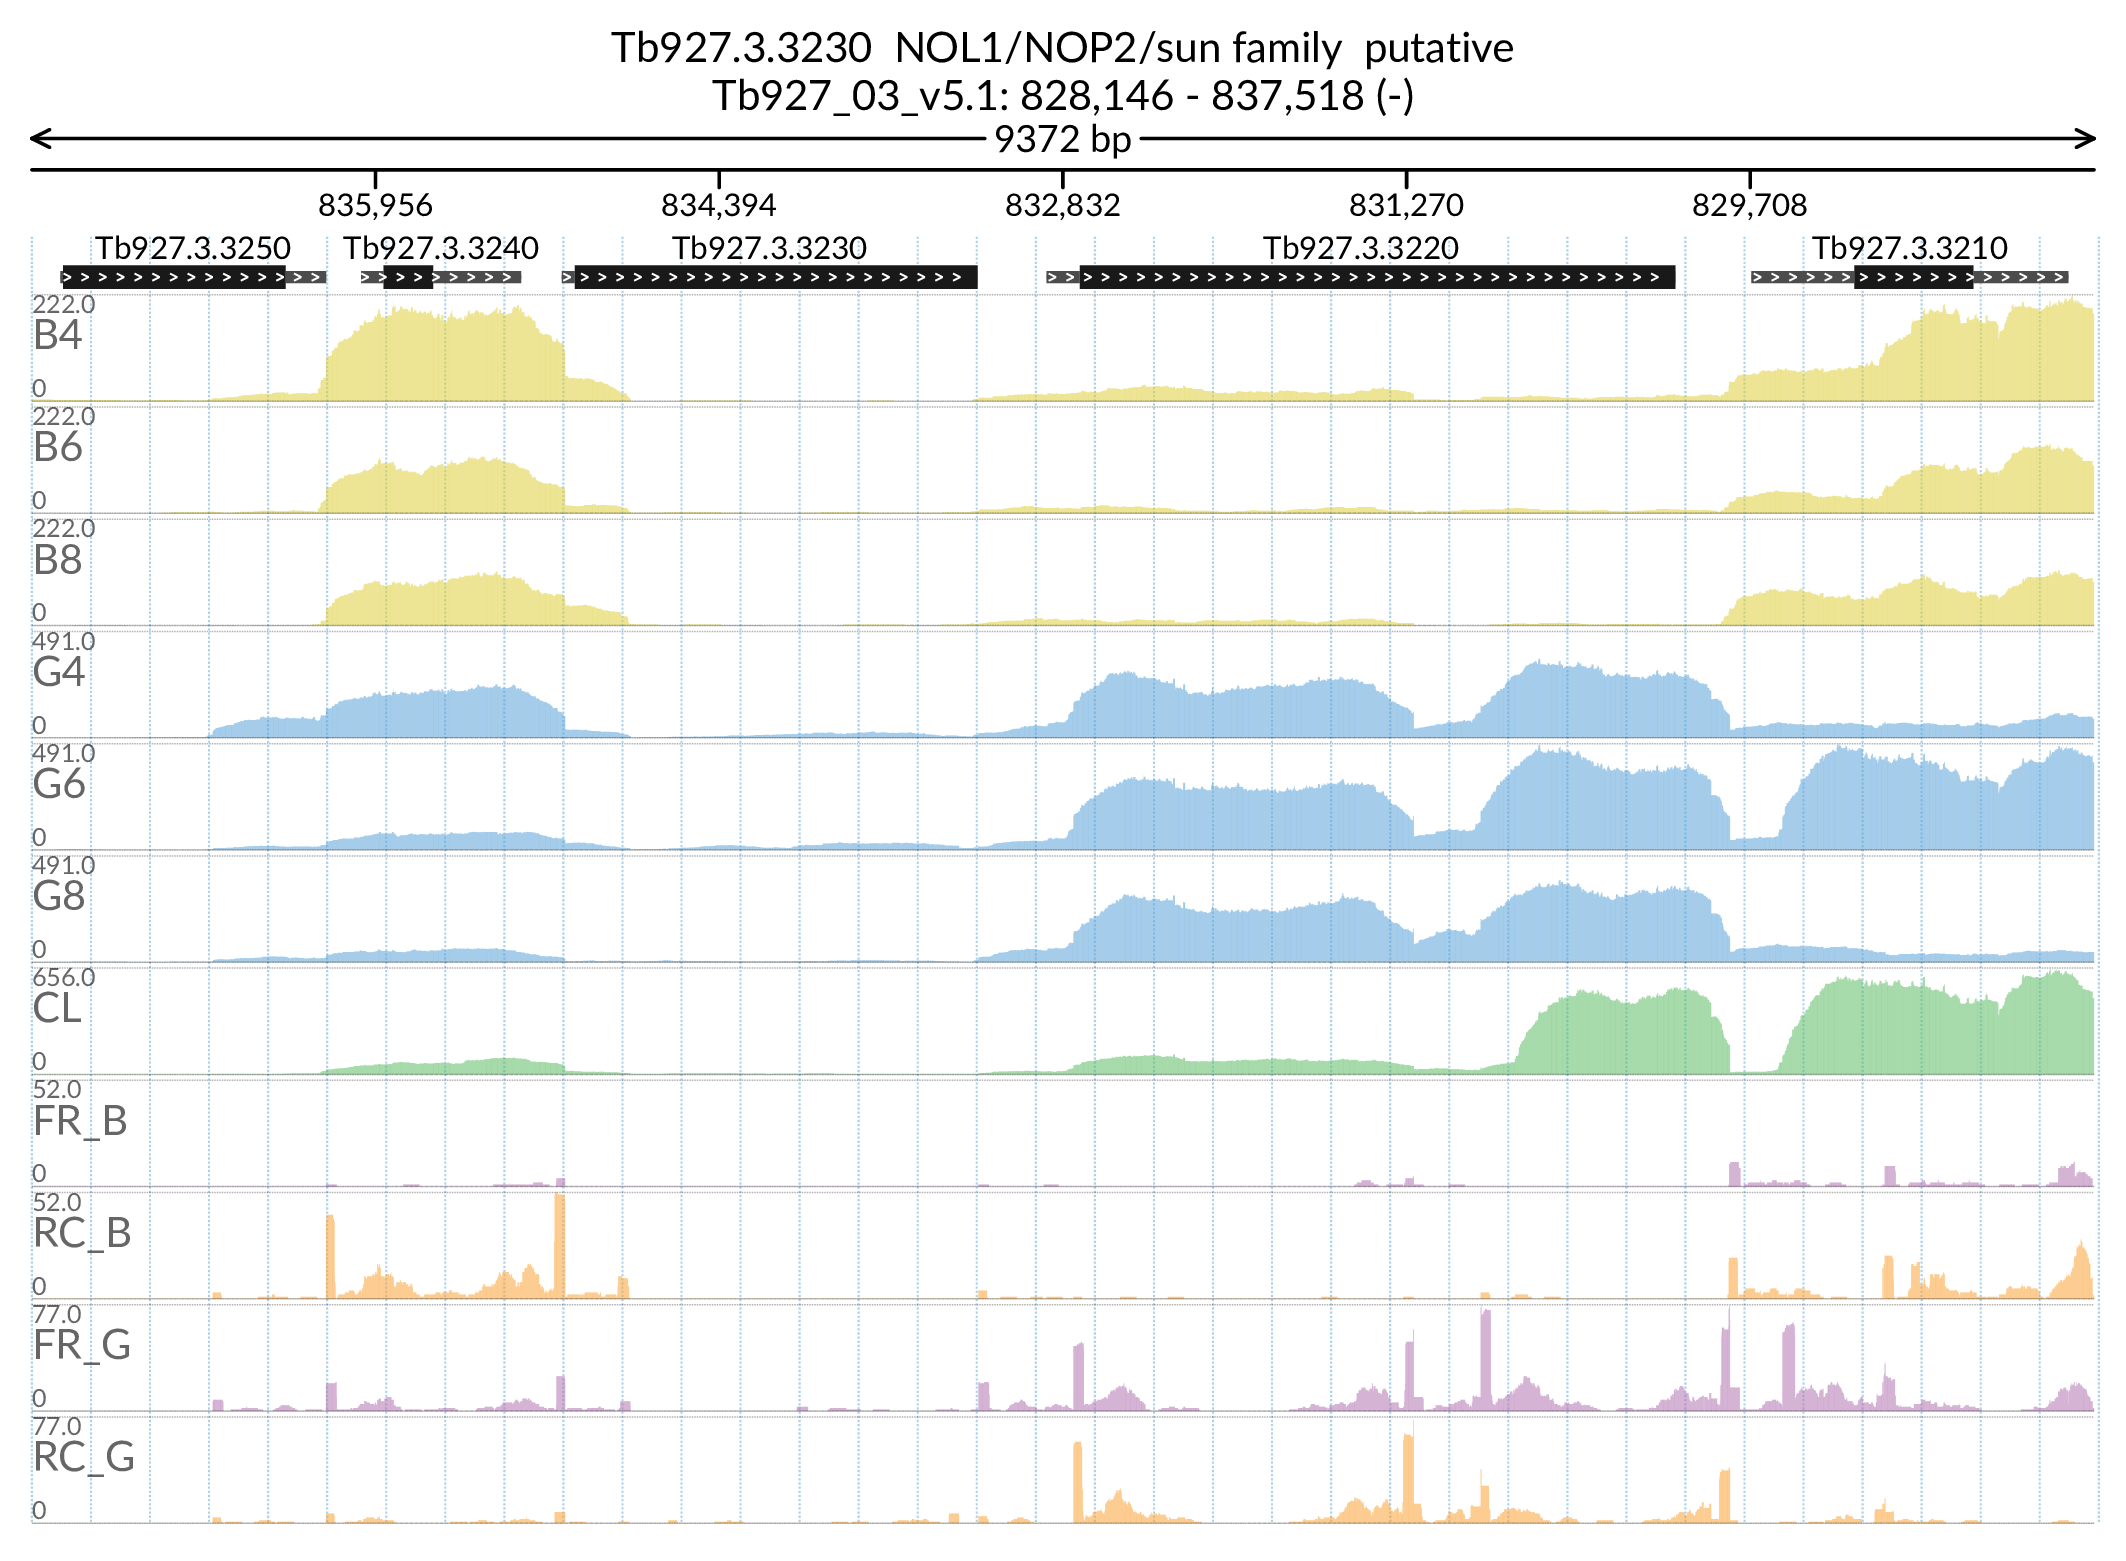 Tb927.3.3230 NOL1/NOP2/sun family putative
Tb927_03_v5.1: 828,146 - 837,518 (-)
9372 bp
835,956 834,394 832,832 831,270 829,708
Tb927.3.3250 Tb927.3.3240 Tb927.3.3230 Tb927.3.3220 Tb927.3.3210
222.0
B4
0
222.0
B6
0
222.0
B8
0
491.0
G4
0
491.0
G6
0
491.0
G8
0
656.0
CL
0
52.0
FR_B
0
52.0
RC_B
0
77.0
FR_G
0
77.0
RC_G
0